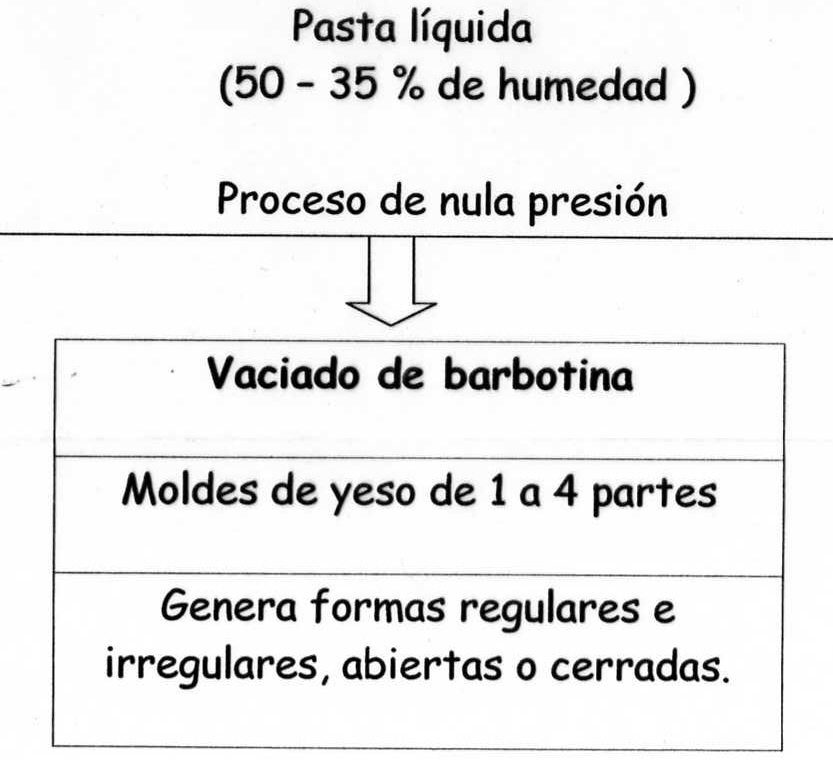 Pasta líquida
(50 - 35 % de humedad )
Proceso de nula presión
Vaciado de barbotina
Moldes de yeso de 1 a 4 partes
Genera formas regulares e
irregulares, abiertas o cerradas.